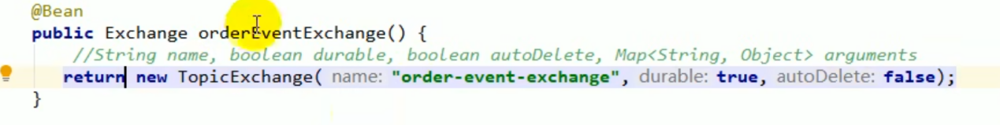 @Bean
public Exchange orderEventExchange() {
//String name, boolean durable, boolean autoDelete, Map<String, Object> arguments
return new TopicExchange( name: "order-event-exchange", durable: true, autoDelete: false);
}